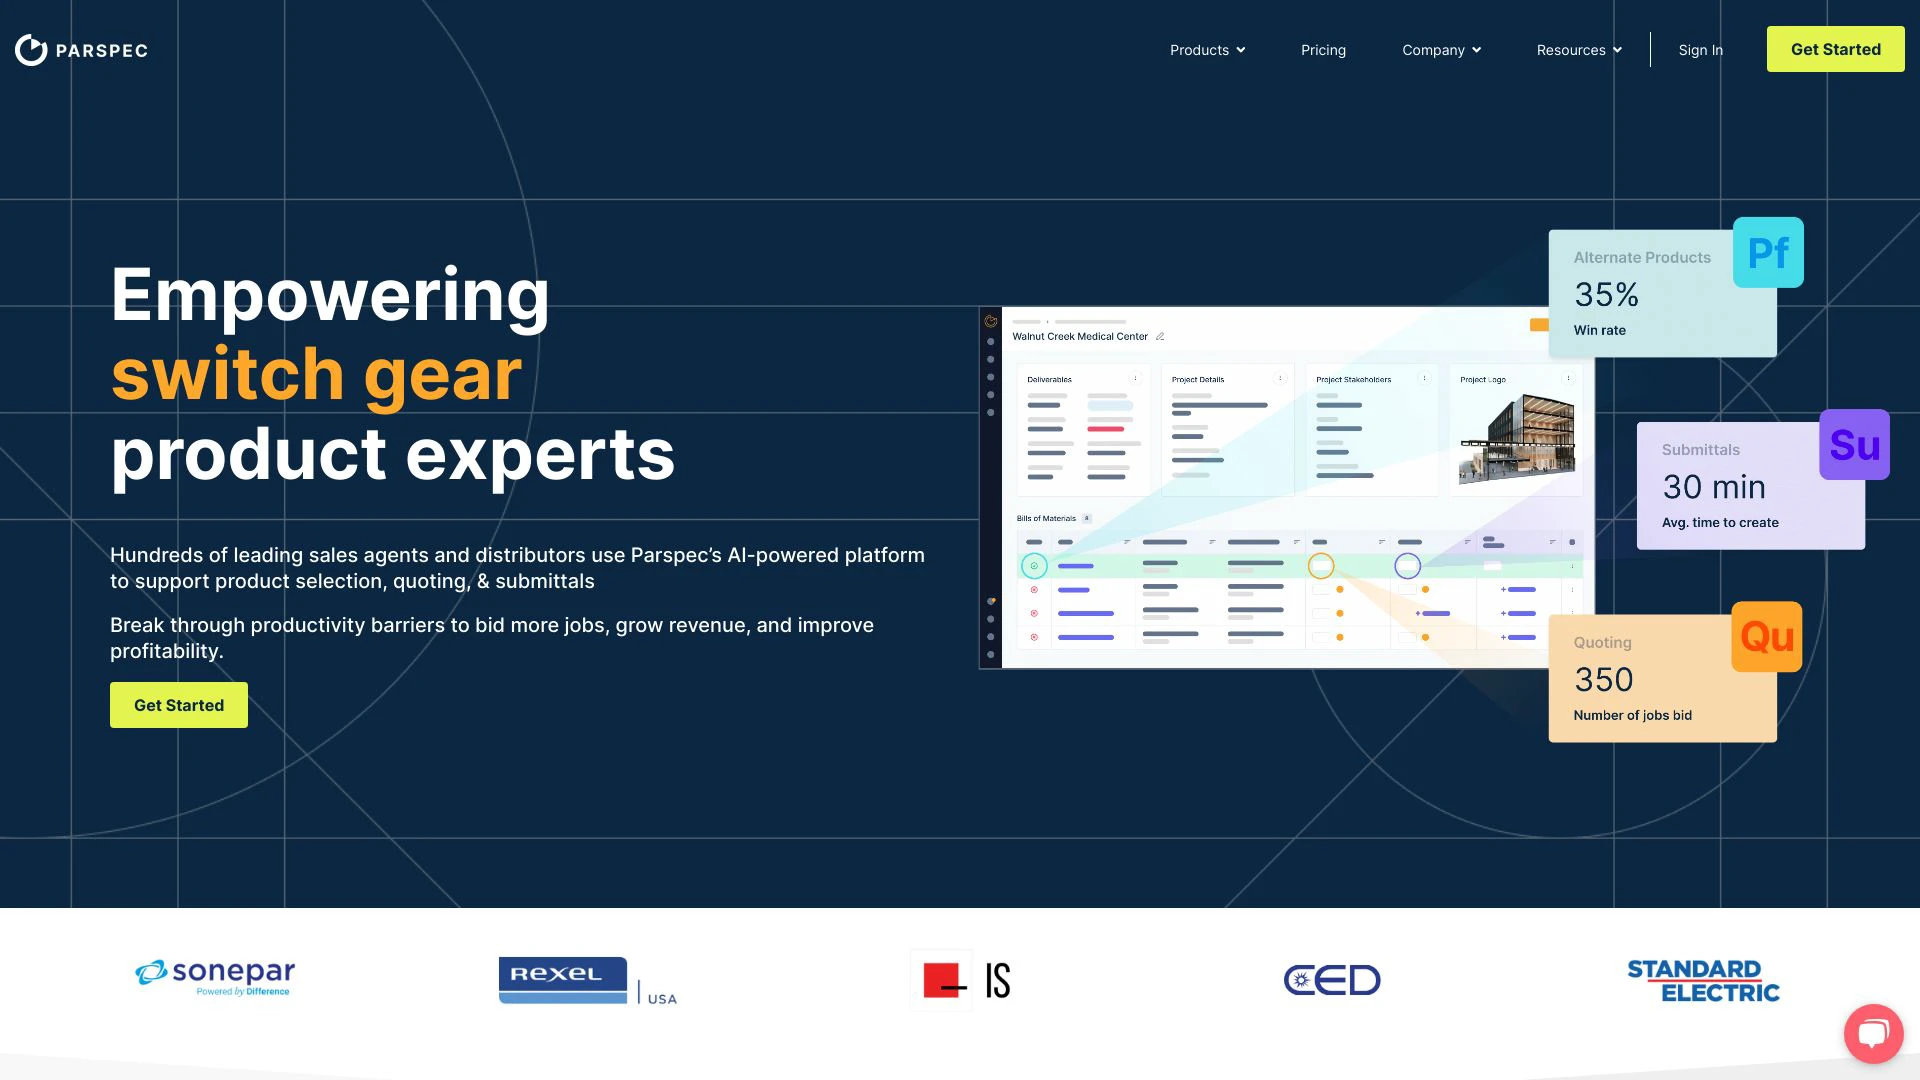 PARSPEC
Products
Pricing
Company
Resources
Sign In
Get Started
Empowering
switch gear
product experts
Hundreds of leading sales agents and distributors use Parspec’s AI-powered platform
to support product selection, quoting, & submittals
Break through productivity barriers to bid more jobs, grow revenue, and improve
profitability.
Get Started
Walnut Creek Medical Center
Deliverables
Project Details
Project Stakeholders
Project Logo
Bills of Materials
Alternate Products
Pf
35%
Win rate
Submittals
Su
30 min
Avg. time to create
Quoting
Qu
350
Number of jobs bid
sonepar
Powered by Difference
REXEL
USA
IS
CED
STANDARD
ELECTRIC